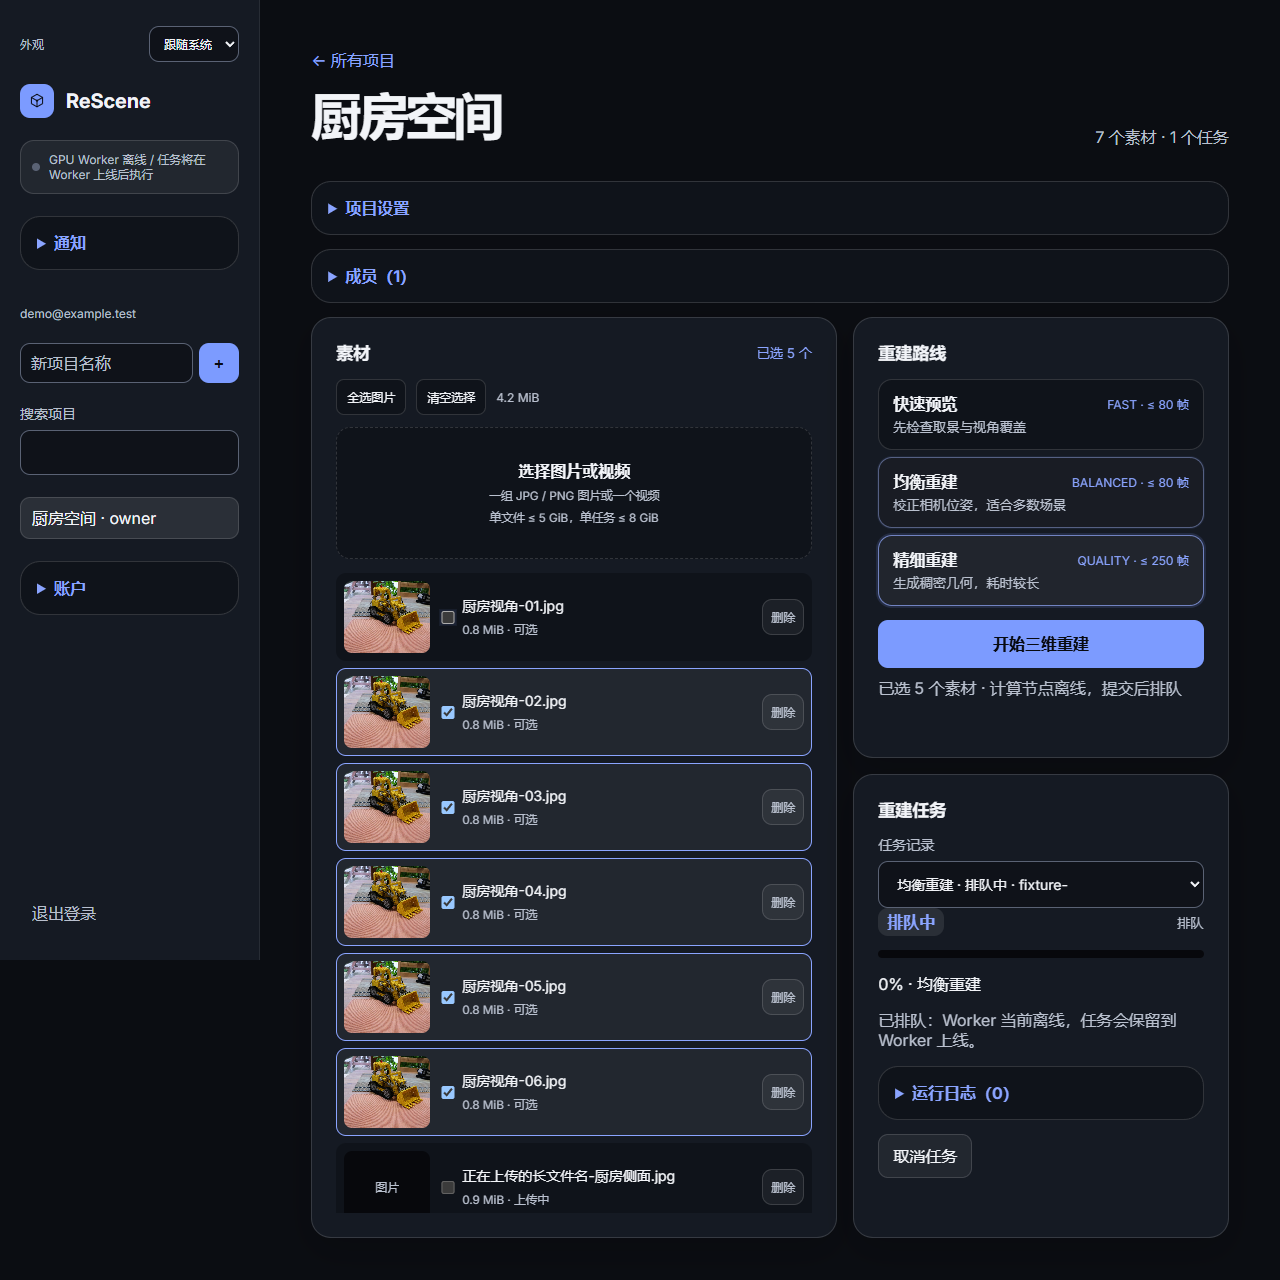 外观
跟随系统
ReScene
GPU Worker 离线 / 任务将在
Worker 上线后执行
▶ 通知
demo@example.test
新项目名称
+
搜索项目
厨房空间 · owner
▶ 账户
退出登录
← 所有项目
厨房空间
7 个素材 · 1 个任务
▶ 项目设置
▶ 成员 (1)
素材
已选 5 个
全选图片
清空选择
4.2 MiB
选择图片或视频
一组 JPG / PNG 图片或一个视频
单文件 ≤ 5 GiB，单任务 ≤ 8 GiB
厨房视角-01.jpg
0.8 MiB · 可选
删除
厨房视角-02.jpg
0.8 MiB · 可选
删除
厨房视角-03.jpg
0.8 MiB · 可选
删除
厨房视角-04.jpg
0.8 MiB · 可选
删除
厨房视角-05.jpg
0.8 MiB · 可选
删除
厨房视角-06.jpg
0.8 MiB · 可选
删除
图片
正在上传的长文件名-厨房侧面.jpg
0.9 MiB · 上传中
删除
重建路线
快速预览
FAST · ≤ 80 帧
先检查取景与视角覆盖
均衡重建
BALANCED · ≤ 80 帧
校正相机位姿，适合多数场景
精细重建
QUALITY · ≤ 250 帧
生成稠密几何，耗时较长
开始三维重建
已选 5 个素材 · 计算节点离线，提交后排队
重建任务
任务记录
均衡重建 · 排队中 · fixture-
排队中
排队
0% · 均衡重建
已排队：Worker 当前离线，任务会保留到
Worker 上线。
▶ 运行日志 (0)
取消任务